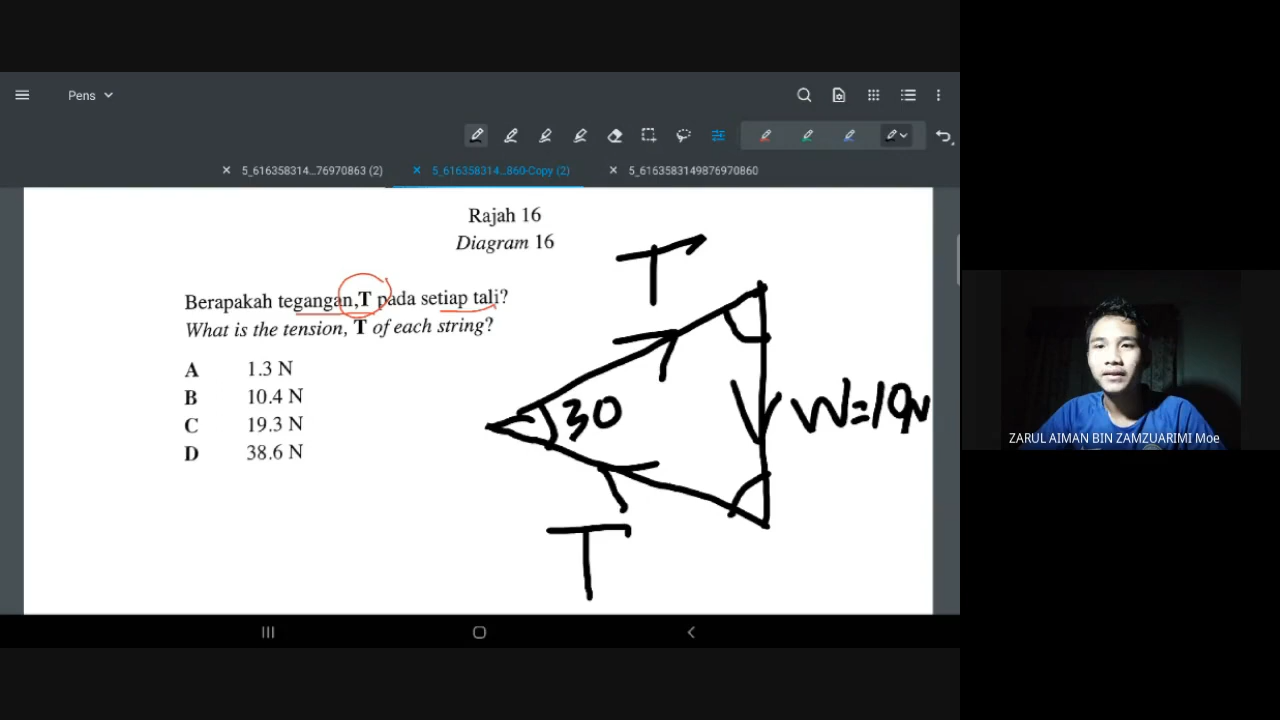 Pens
5_616358314...76970863 (2)
5_616358314...860-Copy (2)
5_6163583149876970860
Rajah 16
Diagram 16
Berapakah tegangan,T pada setiap tali?
What is the tension, T of each string?
A 1.3 N
B 10.4 N
C 19.3 N
D 38.6 N
T
30
W=10N
T
ZARUL AIMAN BIN ZAMZUARIMI Moe